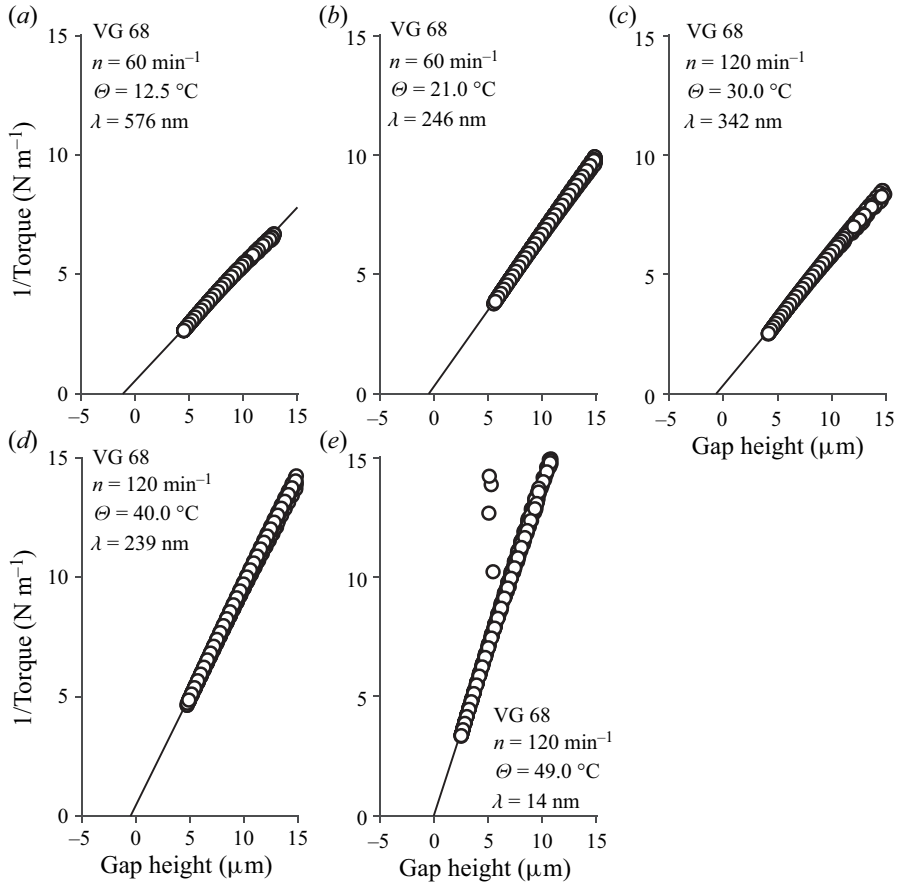 (a)
VG 68
n = 60 min⁻¹
Θ = 12.5 °C
λ = 576 nm
15
10
5
0
−5
0
5
10
15
1/Torque (N m⁻¹)
(b)
VG 68
n = 60 min⁻¹
Θ = 21.0 °C
λ = 246 nm
15
10
5
0
−5
0
5
10
15
(c)
VG 68
n = 120 min⁻¹
Θ = 30.0 °C
λ = 342 nm
15
10
5
0
−5
0
5
10
15
Gap height (μm)
(d)
VG 68
n = 120 min⁻¹
Θ = 40.0 °C
λ = 239 nm
15
10
5
0
−5
0
5
10
15
1/Torque (N m⁻¹)
Gap height (μm)
(e)
15
10
5
0
VG 68
n = 120 min⁻¹
Θ = 49.0 °C
λ = 14 nm
−5
0
5
10
15
Gap height (μm)